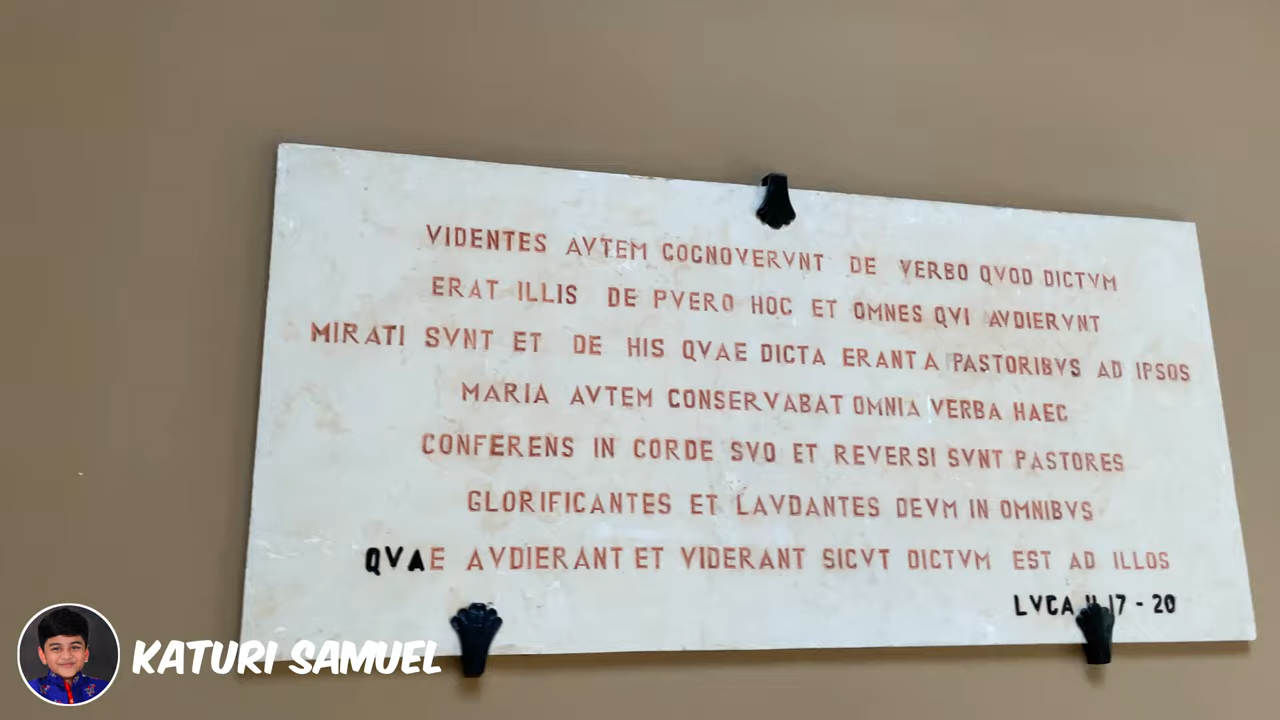 VIDENTES AVTEM COGNOVERVNT DE VERBO QVOD DICTVM
ERAT ILLIS DE PVERO HOC ET OMNES QVI AVDIERVNT
MIRATI SVNT ET DE HIS QVAE DICTA ERANT A PASTORIBVS AD IPSOS
MARIA AVTEM CONSERVABAT OMNIA VERBA HAEC
CONFERENS IN CORDE SVO ET REVERSI SVNT PASTORES
GLORIFICANTES ET LAVDANTES DEVM IN OMNIBVS
QVAE AVDIERANT ET VIDERANT SICVT DICTVM EST AD ILLOS
LVCA II 17 - 20
KATURI SAMUEL